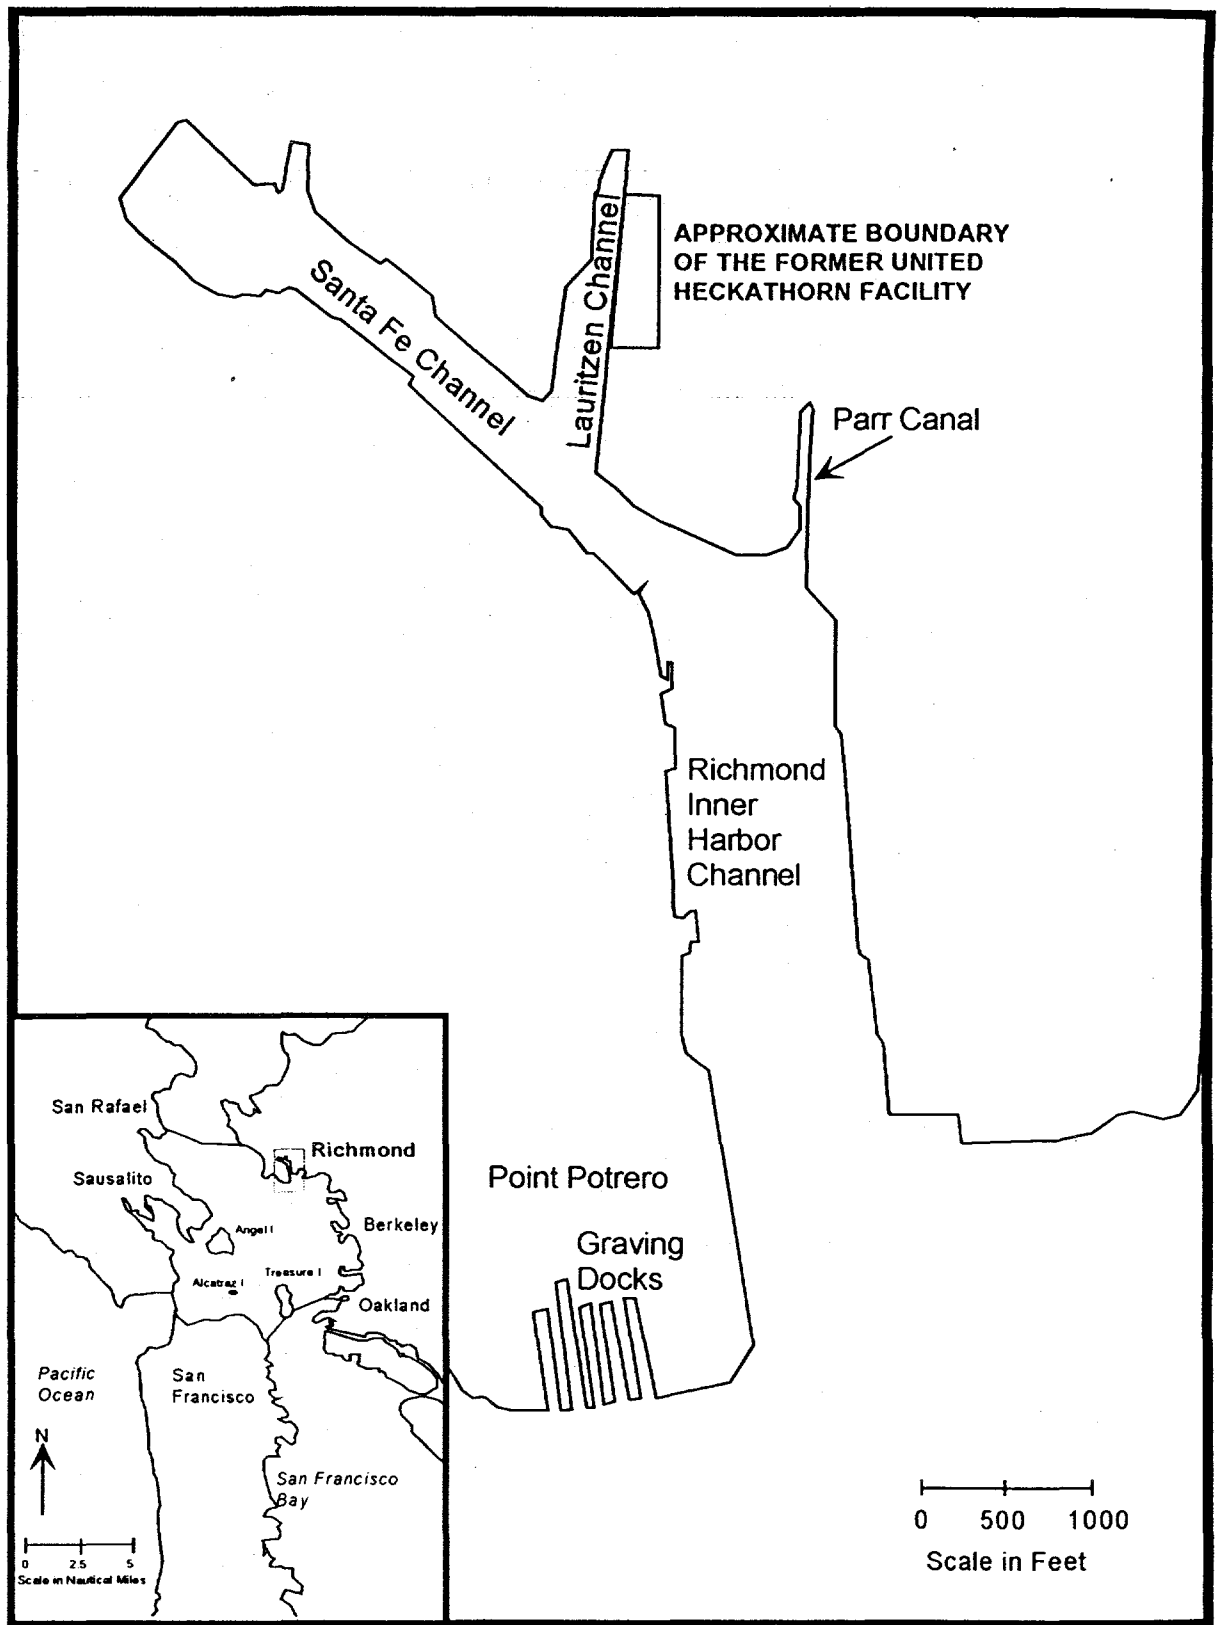 APPROXIMATE BOUNDARY
OF THE FORMER UNITED
HECKATHORN FACILITY
Santa Fe Channel
Lauritzen Channel
Parr Canal
Richmond
Inner
Harbor
Channel
Point Potrero
Graving
Docks
San Rafael
Richmond
Sausalito
Angel I
Berkeley
Alcatraz I
Treasure I
Oakland
Pacific
Ocean
San
Francisco
N
San Francisco
Bay
0 2.5 5
Scale in Nautical Miles
0 500 1000
Scale in Feet